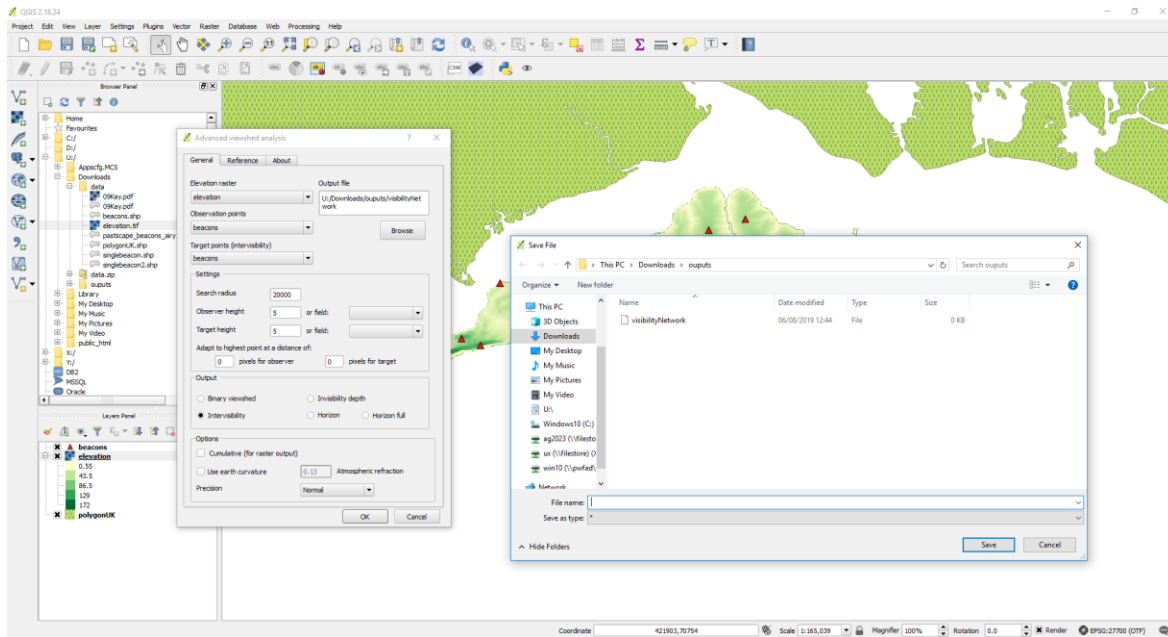 QGIS 2.18.24
Project Edit View Layer Settings Plugins Vector Raster Database Web Processing Help
Browser Panel
Home
Favourites
C:/
D:/
U:/
Appscfg.MCS
Downloads
data
09Kay.pdf
09Kay.pdf
beacons.shp
elevation.tif
pastscape_beacons_airy
polygonUK.shp
singlebeacon.shp
singlebeacon2.shp
data.zip
ouputs
Library
My Desktop
My Music
My Pictures
My Video
public_html
X:/
Y:/
DB2
MSSQL
Oracle
Layers Panel
beacons
elevation
0.55
43.5
86.5
129
172
polygonUK
Advanced viewshed analysis
General Reference About
Elevation raster
Output file
elevation
U:/Downloads/ouputs/visibilityNet
work
Observation points
beacons
Browse
Target points (intervisibility)
beacons
Settings
Search radius 20000
Observer height 5 or field:
Target height 5 or field:
Adapt to highest point at a distance of:
0 pixels for observer 0 pixels for target
Output
Binary viewshed Invisibility depth
Intervisibility Horizon Horizon full
Options
Cumulative (for raster output)
Use earth curvature 0.13 Atmospheric refraction
Precision Normal
OK Cancel
Save File
This PC > Downloads > ouputs
Search ouputs
Organize New folder
Name Date modified Type Size
visibilityNetwork 06/08/2019 12:44 File 0 KB
This PC
3D Objects
Downloads
My Desktop
My Music
My Pictures
My Video
U:\
Windows10 (C:)
ag2023 (\\filesto
ux (\\filestore) (
win10 (\\pwfad\
Network
File name:
Save as type: *
Hide Folders
Save Cancel
Coordinate 421903,70754 Scale 1:165,039 Magnifier 100% Rotation 0.0 Render EPSG:27700 (OTF)